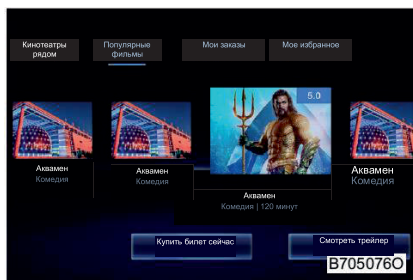 Кинотеатры
рядом
Популярные
фильмы
Мои заказы
Мое избранное
5.0
Аквамен
Комедия
Аквамен
Комедия
Аквамен
Комедия | 120 минут
Аквамен
Комедия
Купить билет сейчас
Смотреть трейлер
B705076O